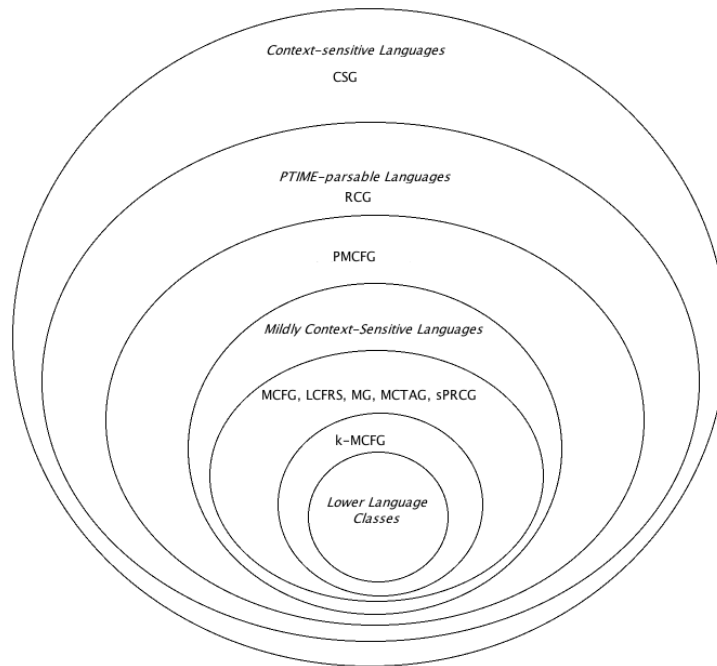 Context-sensitive Languages
CSG
PTIME-parsable Languages
RCG
PMCFG
Mildly Context-Sensitive Languages
MCFG, LCFRS, MG, MCTAG, sPRCG
k-MCFG
Lower Language
Classes